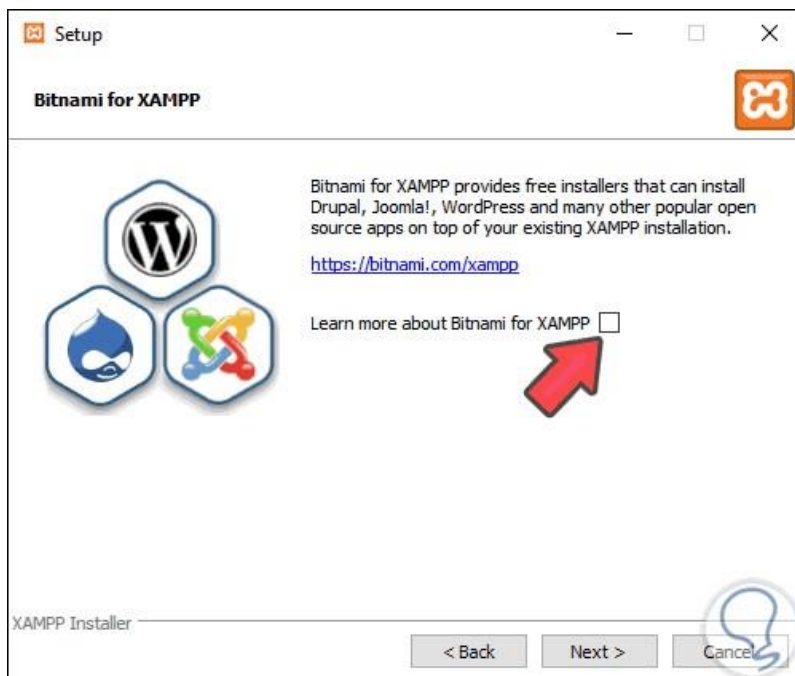 Setup
Bitnami for XAMPP
Bitnami for XAMPP provides free installers that can install
Drupal, Joomla!, WordPress and many other popular open
source apps on top of your existing XAMPP installation.
https://bitnami.com/xampp
Learn more about Bitnami for XAMPP
XAMPP Installer
< Back
Next >
Cancel